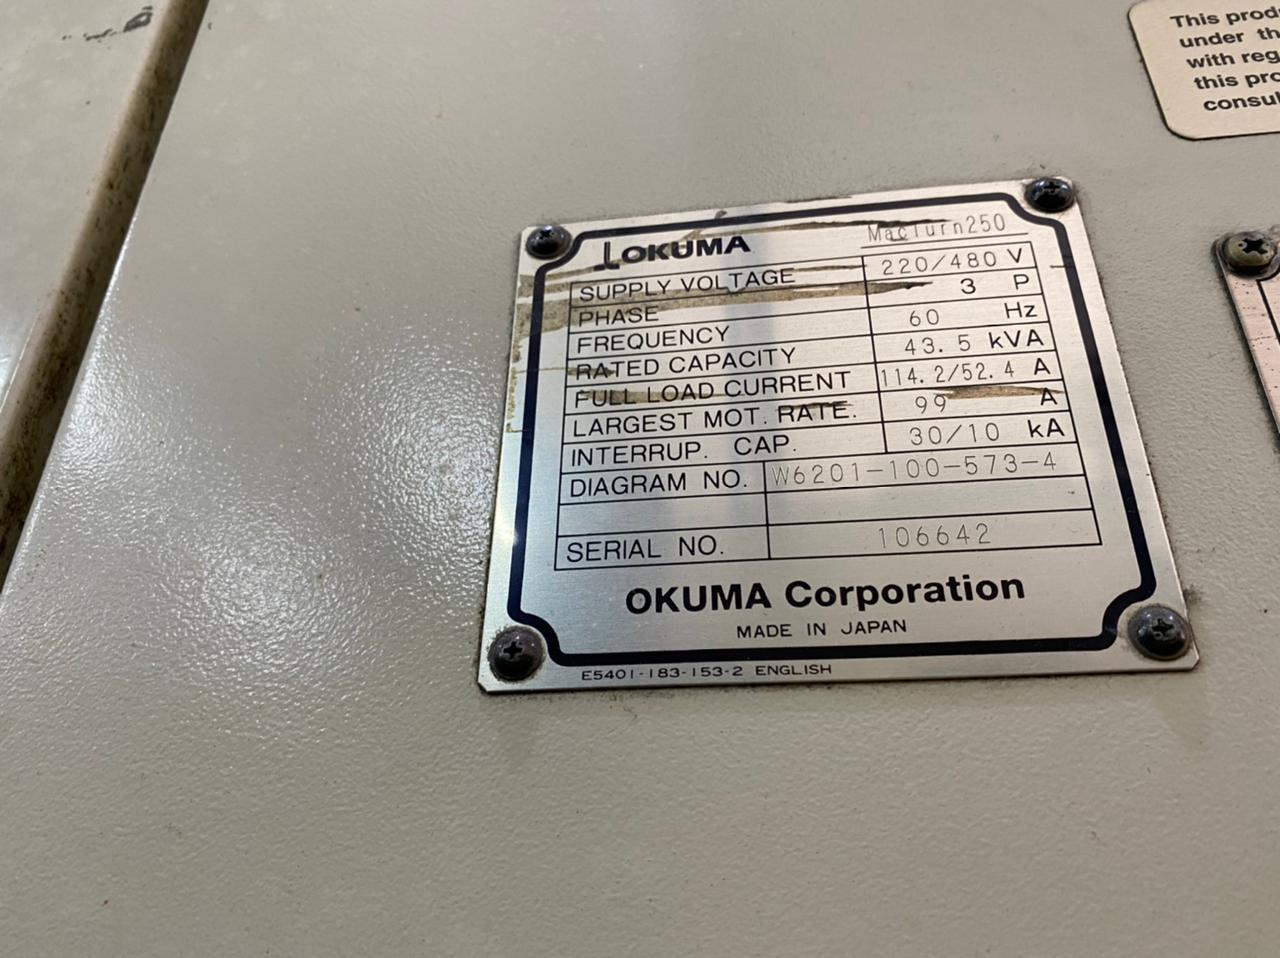 This prod
under th
with reg
this pro
consul
OKUMA MacTurn250
SUPPLY VOLTAGE 220/480 V
PHASE 3 P
FREQUENCY 60 Hz
RATED CAPACITY 43.5 kVA
FULL LOAD CURRENT 114.2/52.4 A
LARGEST MOT. RATE. 99 A
INTERRUP. CAP. 30/10 kA
DIAGRAM NO. W6201-100-573-4
SERIAL NO. 106642
OKUMA Corporation
MADE IN JAPAN
E5401-183-153-2 ENGLISH